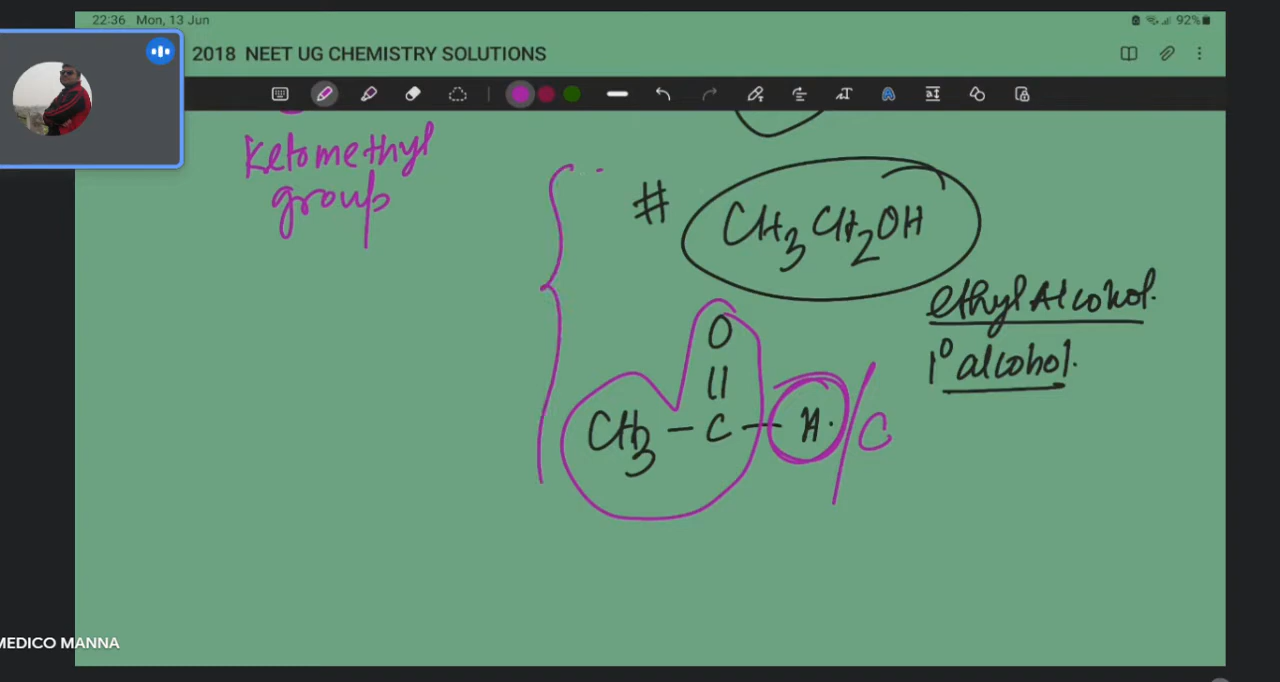 22:36 Mon, 13 Jun
92%
2018 NEET UG CHEMISTRY SOLUTIONS
Ketomethyl
group
# CH3CH2OH
ethyl Alcohol.
1° alcohol.
O
||
CH3 – C – H. / C
MEDICO MANNA